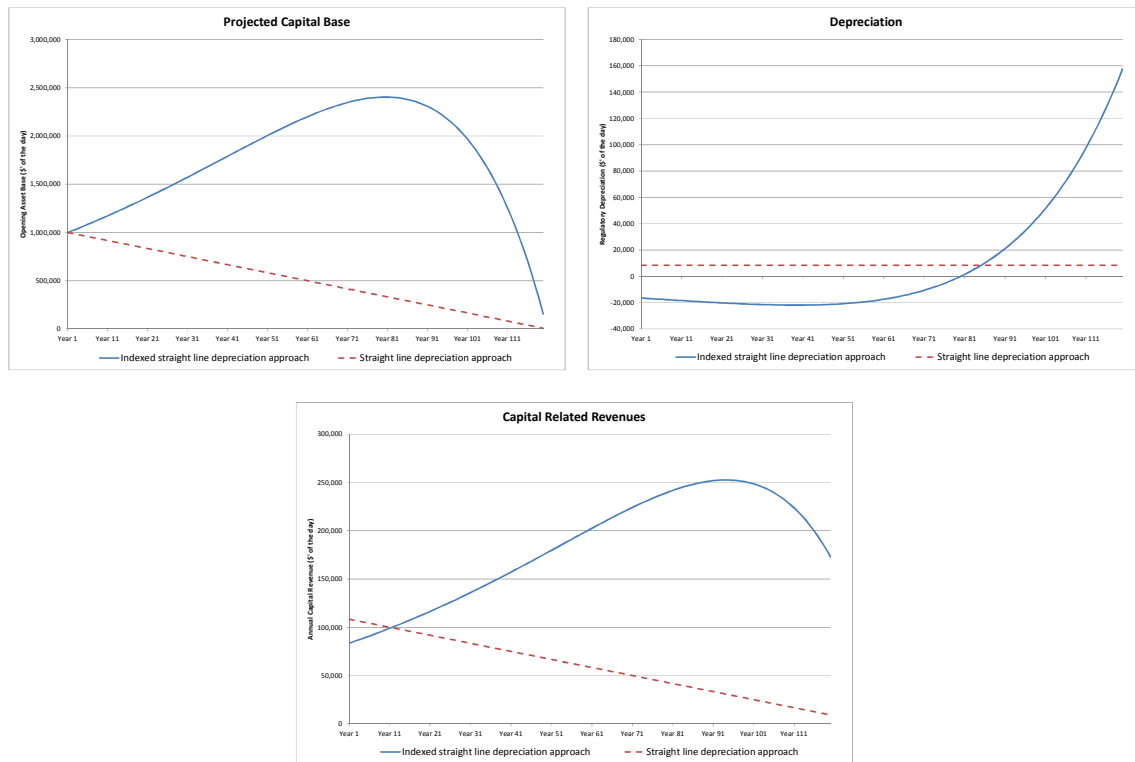 Projected Capital Base
3,000,000
2,500,000
2,000,000
1,500,000
1,000,000
500,000
0
Opening Asset Base ($' of the day)
Year 1 Year 11 Year 21 Year 31 Year 41 Year 51 Year 61 Year 71 Year 81 Year 91 Year 101 Year 111
Indexed straight line depreciation approach Straight line depreciation approach
Depreciation
180,000
160,000
140,000
120,000
100,000
80,000
60,000
40,000
20,000
0
-20,000
-40,000
Regulatory Depreciation ($' of the day)
Year 1 Year 11 Year 21 Year 31 Year 41 Year 51 Year 61 Year 71 Year 81 Year 91 Year 101 Year 111
Indexed straight line depreciation approach Straight line depreciation approach
Capital Related Revenues
300,000
250,000
200,000
150,000
100,000
50,000
0
Annual Capital Revenue ($' of the day)
Year 1 Year 11 Year 21 Year 31 Year 41 Year 51 Year 61 Year 71 Year 81 Year 91 Year 101 Year 111
Indexed straight line depreciation approach Straight line depreciation approach